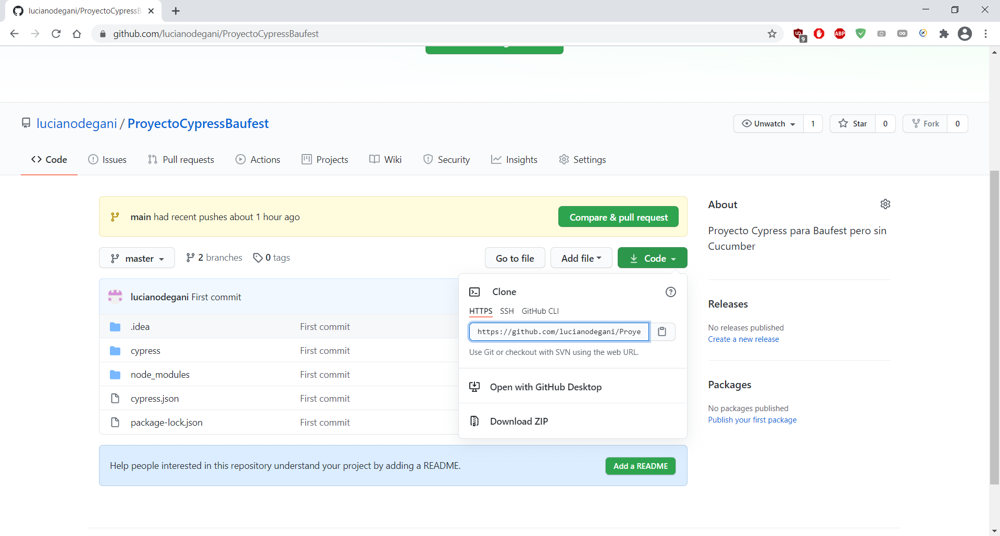 lucianodegani/ProyectoCypressB
github.com/lucianodegani/ProyectoCypressBaufest
9
ABP
lucianodegani / ProyectoCypressBaufest
Unwatch 1
Star 0
Fork 0
Code
Issues
Pull requests
Actions
Projects
Wiki
Security
Insights
Settings
main had recent pushes about 1 hour ago
Compare & pull request
master
2 branches
0 tags
Go to file
Add file
Code
lucianodegani First commit
.idea First commit
cypress First commit
node_modules First commit
cypress.json First commit
package-lock.json First commit
Clone
HTTPS SSH GitHub CLI
https://github.com/lucianodegani/Proye
Use Git or checkout with SVN using the web URL.
Open with GitHub Desktop
Download ZIP
Help people interested in this repository understand your project by adding a README.
Add a README
About
Proyecto Cypress para Baufest pero sin
Cucumber
Releases
No releases published
Create a new release
Packages
No packages published
Publish your first package